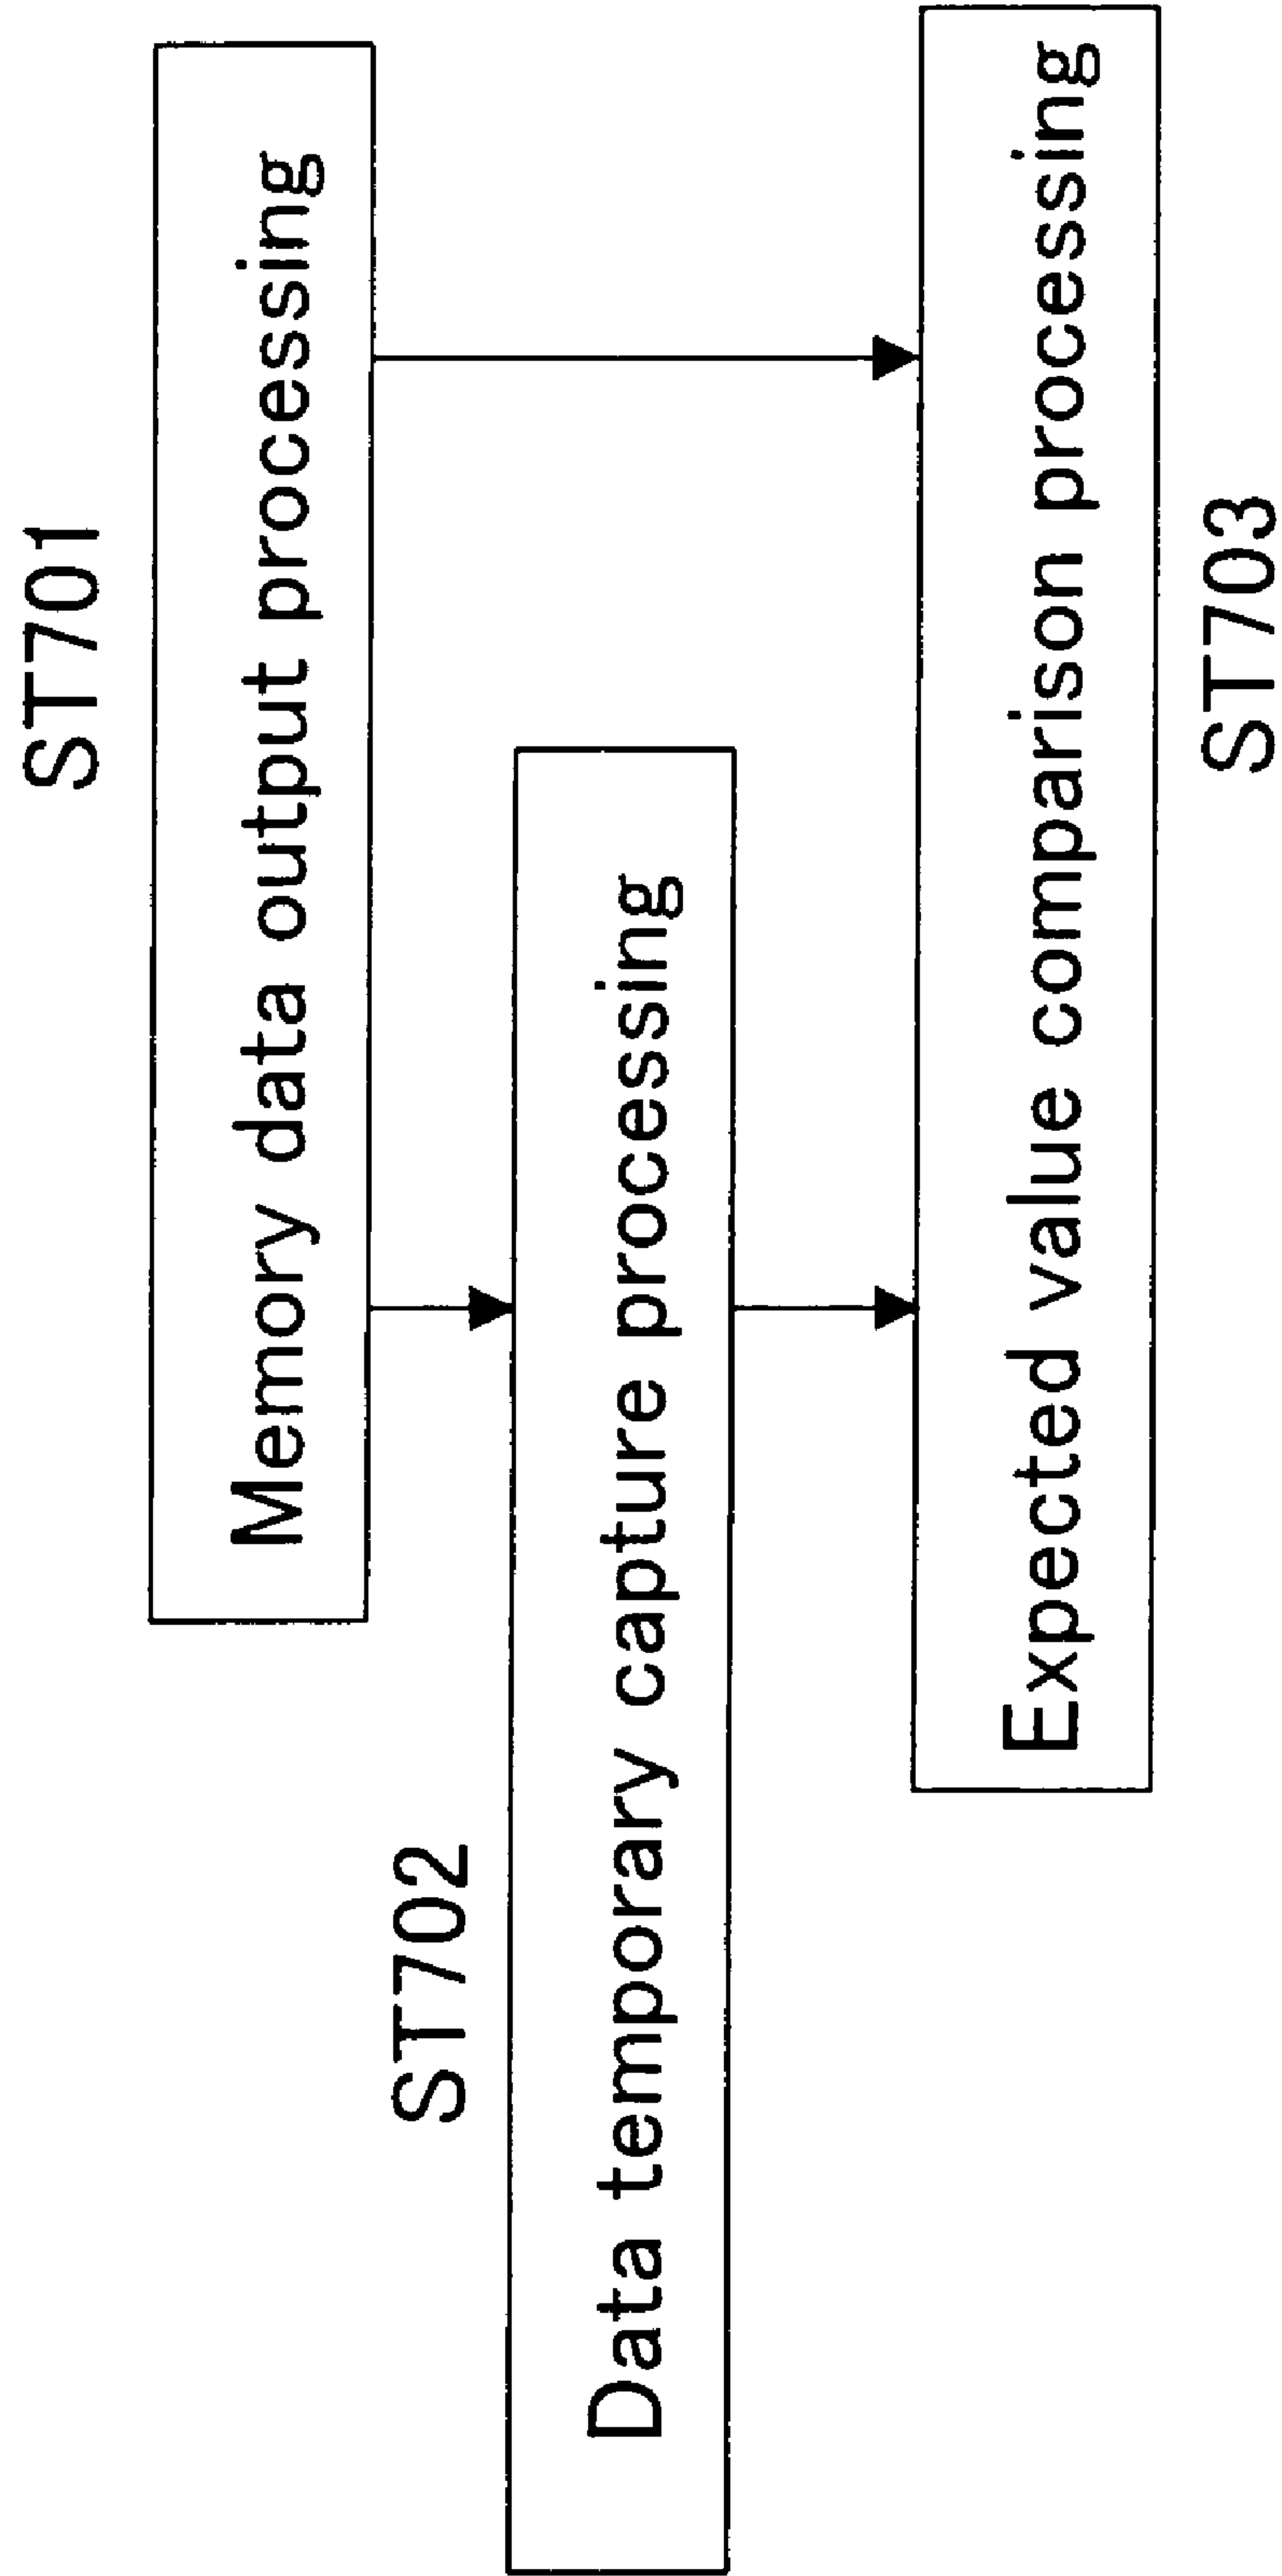 ST701
Memory data output processing
ST702
Data temporary capture processing
Expected value comparison processing
ST703